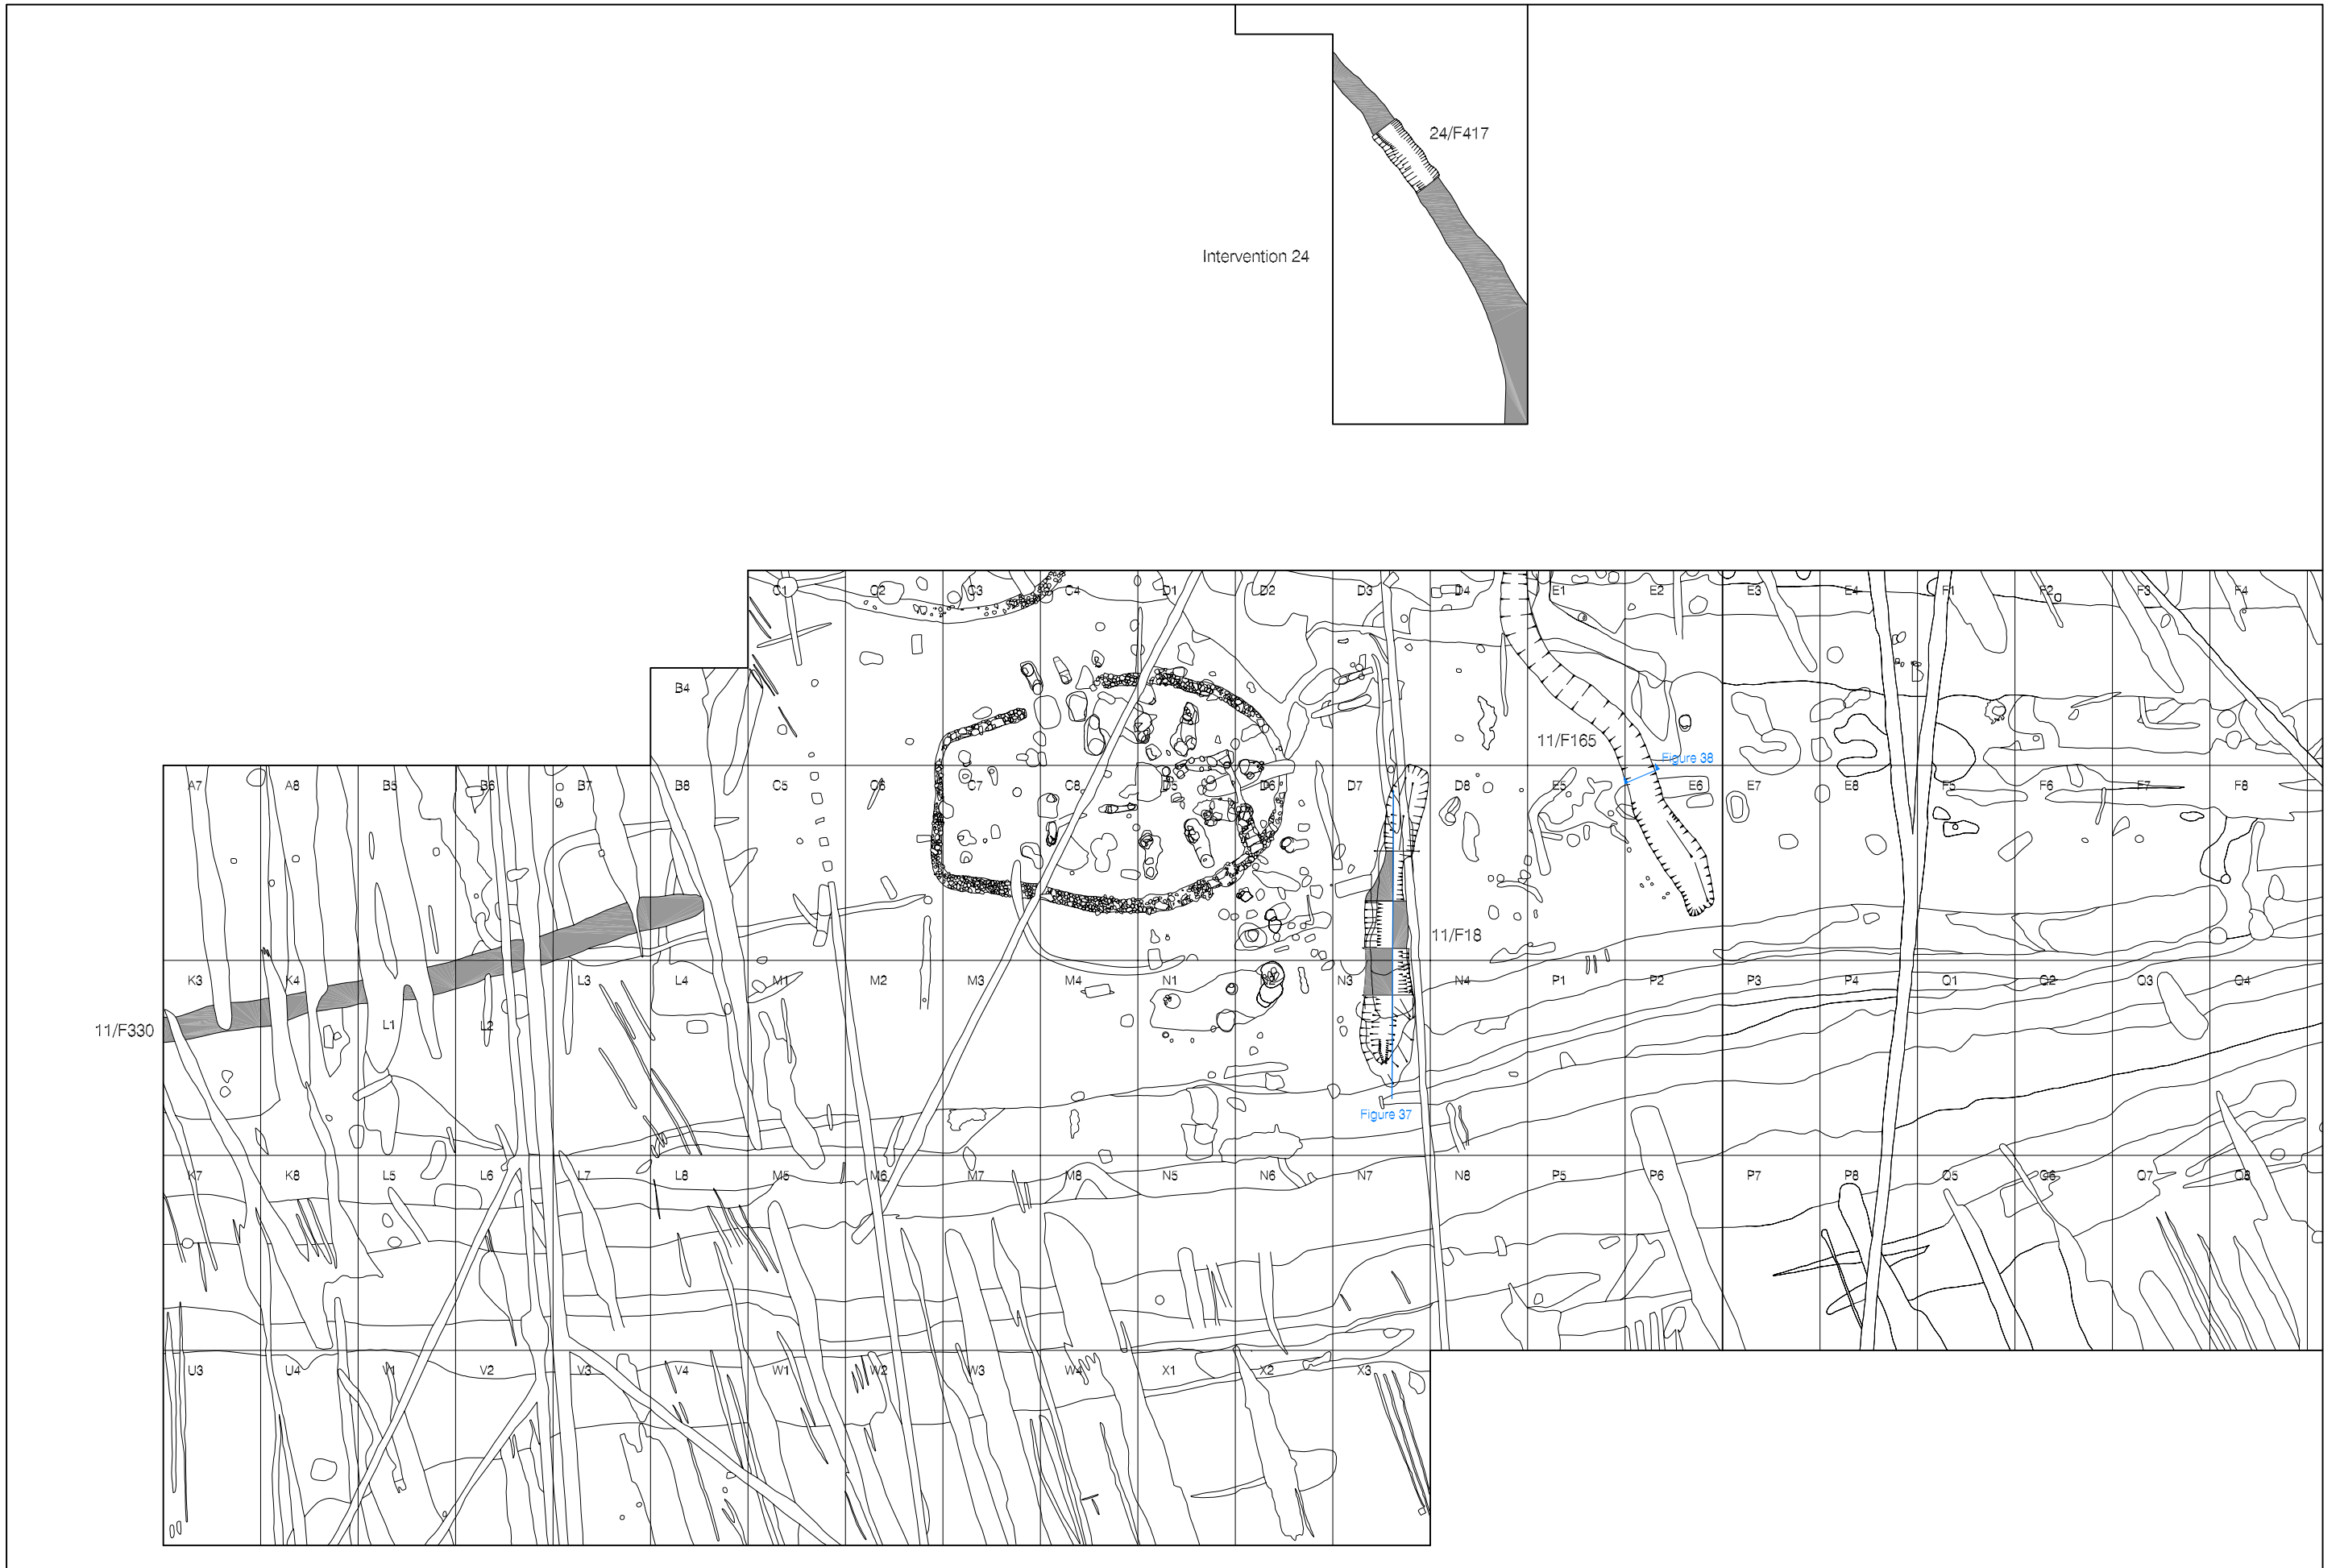 24/F417
Intervention 24
C1 C2 C3 C4 D1 D2 D3 D4 E1 E2 E3 E4 F1 F2 F3 F4
B4
11/F165
Figure 38
A7 A8 B5 B6 B7 B8 C5 C6 C7 C8 D5 D6 D7 D8 E5 E6 E7 E8 F5 F6 F7 F8
11/F18
K3 K4 L3 L4 M1 M2 M3 M4 N1 N2 N3 N4 P1 P2 P3 P4 Q1 Q2 Q3 Q4
L1 L2
11/F330
Figure 37
K7 K8 L5 L6 L7 L8 M5 M6 M7 M8 N5 N6 N7 N8 P5 P6 P7 P8 Q5 Q6 Q7 Q8
U3 U4 V1 V2 V3 V4 W1 W2 W3 W4 X1 X2 X3